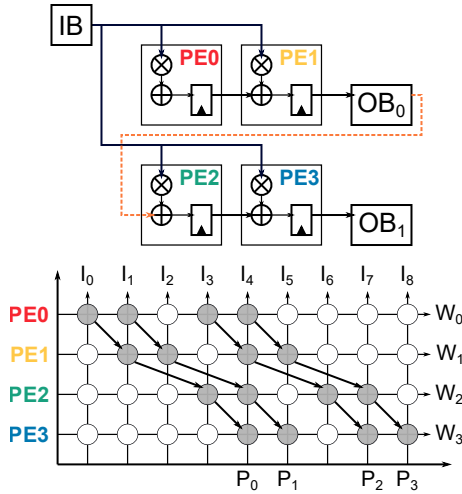 IB
PE0 PE1
OB0
PE2 PE3
OB1
I0 I1 I2 I3 I4 I5 I6 I7 I8
PE0 W0
PE1 W1
PE2 W2
PE3 W3
P0 P1 P2 P3